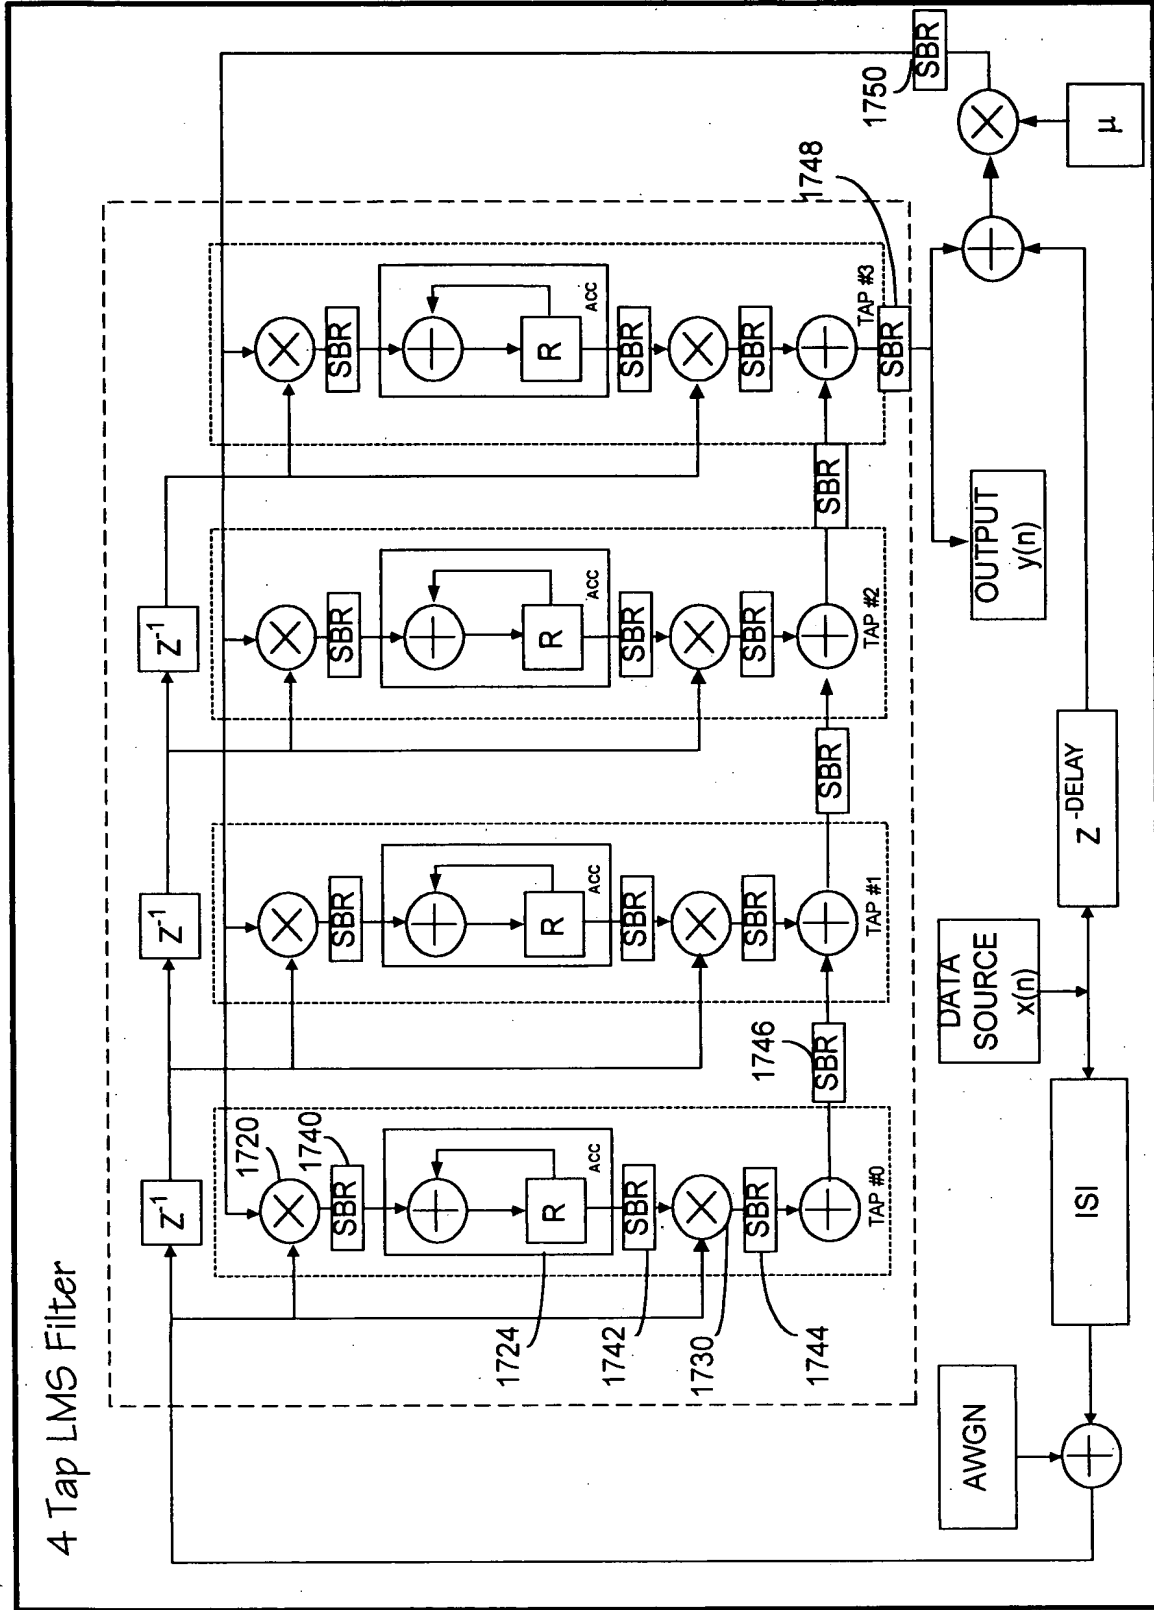 4 Tap LMS Filter
Z-1
Z-1
Z-1
1720
1740
SBR
SBR
SBR
SBR
1750
SBR
ACC
ACC
ACC
ACC
1724
R
R
R
R
1742
SBR
SBR
SBR
SBR
1730
1744
SBR
SBR
SBR
SBR
1746
SBR
SBR
SBR
1748
SBR
TAP #0
TAP #1
TAP #2
TAP #3
μ
AWGN
DATA
SOURCE
x(n)
OUTPUT
y(n)
ISI
Z-DELAY